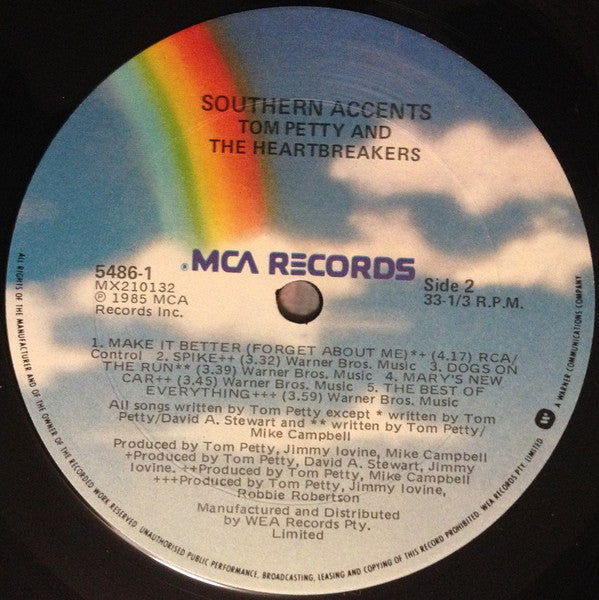 SOUTHERN ACCENTS
TOM PETTY AND
THE HEARTBREAKERS
® MCA RECORDS
5486-1
MX210132
℗ 1985 MCA
Records Inc.
Side 2
33-1/3 R.P.M.
1. MAKE IT BETTER (FORGET ABOUT ME)*+ (4.17) RCA/
Control 2. SPIKE++ (3.32) Warner Bros. Music 3. DOGS ON
THE RUN** (3.39) Warner Bros. Music 4. MARY'S NEW
CAR++ (3.45) Warner Bros. Music 5. THE BEST OF
EVERYTHING+++ (3.59) Warner Bros. Music
All songs written by Tom Petty except * written by Tom
Petty/David A. Stewart and ** written by Tom Petty/
Mike Campbell
Produced by Tom Petty, Jimmy Iovine, Mike Campbell
+Produced by Tom Petty, David A. Stewart, Jimmy
Iovine. ++Produced by Tom Petty, Mike Campbell
+++Produced by Tom Petty, Jimmy Iovine,
Robbie Robertson
Manufactured and Distributed
by WEA Records Pty.
Limited
ALL RIGHTS OF THE MANUFACTURER AND OF THE OWNER OF THE RECORDED WORK RESERVED. UNAUTHORISED PUBLIC PERFORMANCE, BROADCASTING, LEASING AND COPYING OF THIS RECORD PROHIBITED. WEA RECORDS PTY. LIMITED A WARNER COMMUNICATIONS COMPANY